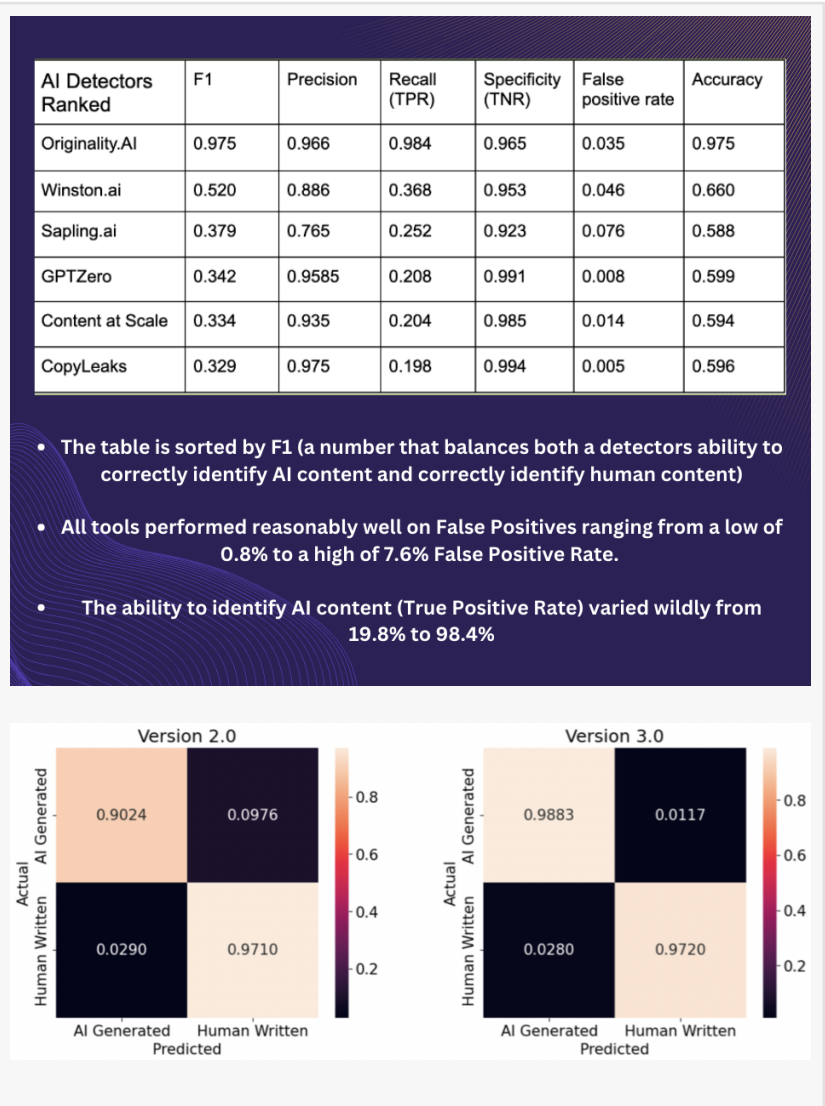 AI Detectors Ranked F1 Precision Recall (TPR) Specificity (TNR) False positive rate Accuracy
Originality.AI 0.975 0.966 0.984 0.965 0.035 0.975
Winston.ai 0.520 0.886 0.368 0.953 0.046 0.660
Sapling.ai 0.379 0.765 0.252 0.923 0.076 0.588
GPTZero 0.342 0.9585 0.208 0.991 0.008 0.599
Content at Scale 0.334 0.935 0.204 0.985 0.014 0.594
CopyLeaks 0.329 0.975 0.198 0.994 0.005 0.596
• The table is sorted by F1 (a number that balances both a detectors ability to
correctly identify AI content and correctly identify human content)
• All tools performed reasonably well on False Positives ranging from a low of
0.8% to a high of 7.6% False Positive Rate.
• The ability to identify AI content (True Positive Rate) varied wildly from
19.8% to 98.4%
Version 2.0
Actual
AI Generated
Human Written
0.9024 0.0976
0.0290 0.9710
AI Generated Human Written
Predicted
0.8
0.6
0.4
0.2
Version 3.0
Actual
AI Generated
Human Written
0.9883 0.0117
0.0280 0.9720
AI Generated Human Written
Predicted
0.8
0.6
0.4
0.2